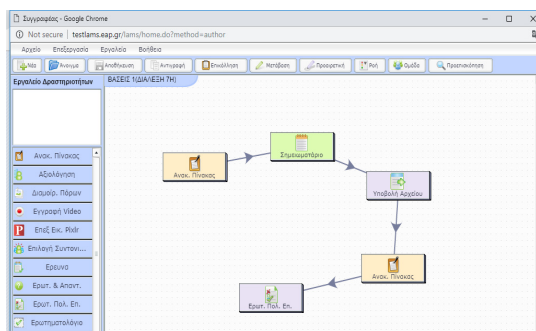 Συγγραφέας - Google Chrome
Not secure | testlams.eap.gr/lams/home.do?method=author
Αρχείο Επεξεργασία Εργαλεία Βοήθεια
Νέο Άνοιγμα Αποθήκευση Αντιγραφή Επικόλληση Μετάβαση Προαιρετική Ροή Ομάδα Προεπισκόπηση
Εργαλείο Δραστηριοτήτων
ΒΑΣΕΙΣ 1(ΔΙΑΛΕΞΗ 7Η)
Ανακ. Πίνακας
Αξιολόγηση
Διαμοίρ. Πόρων
Εγγραφή Video
Επεξ Εικ. Pixlr
Επιλογή Συντονι...
Έρευνα
Ερωτ. & Απαντ.
Ερωτ. Πολ. Επ.
Ερωτηματολόγιο
Ανακ. Πίνακας
Σημειωματάριο
Υποβολή Αρχείου
Ανακ. Πίνακας
Ερωτ. Πολ. Επ.